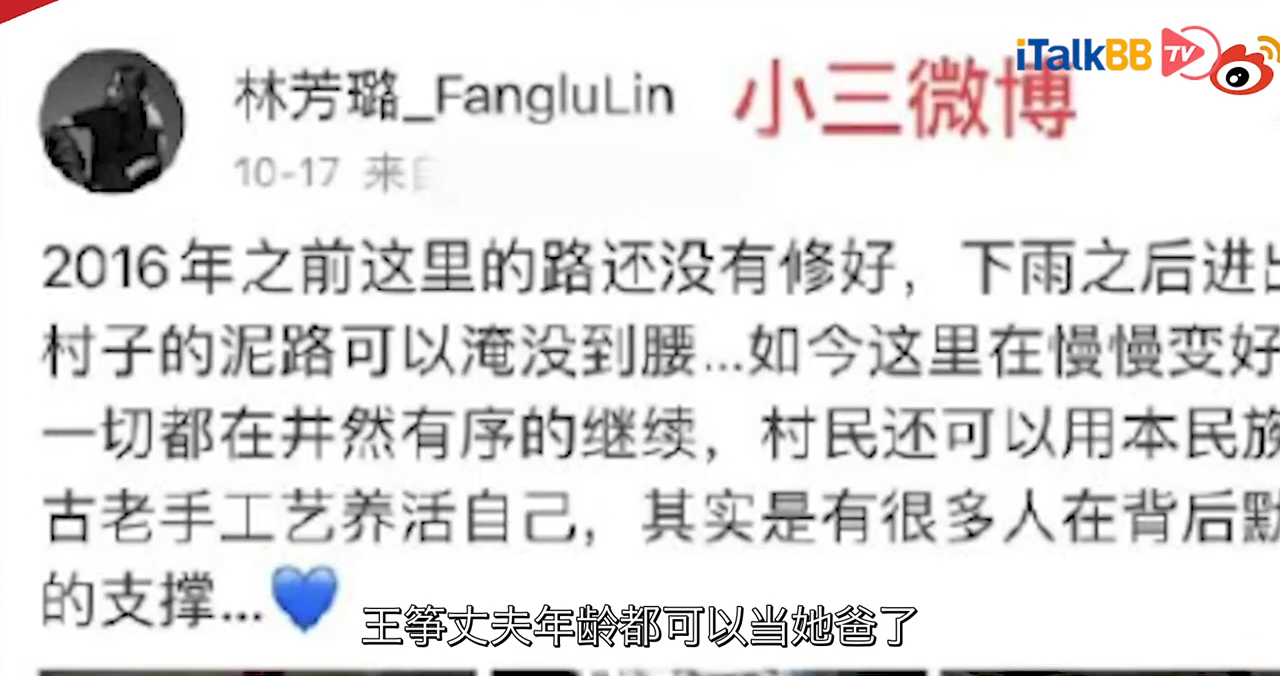 iTalkBB TV
林芳璐_FangluLin
小三微博
10-17 来自
2016年之前这里的路还没有修好，下雨之后进出
村子的泥路可以淹没到腰...如今这里在慢慢变好
一切都在井然有序的继续，村民还可以用本民族
古老手工艺养活自己，其实是有很多人在背后默
的支撑...💙
王筝丈夫年龄都可以当她爸了